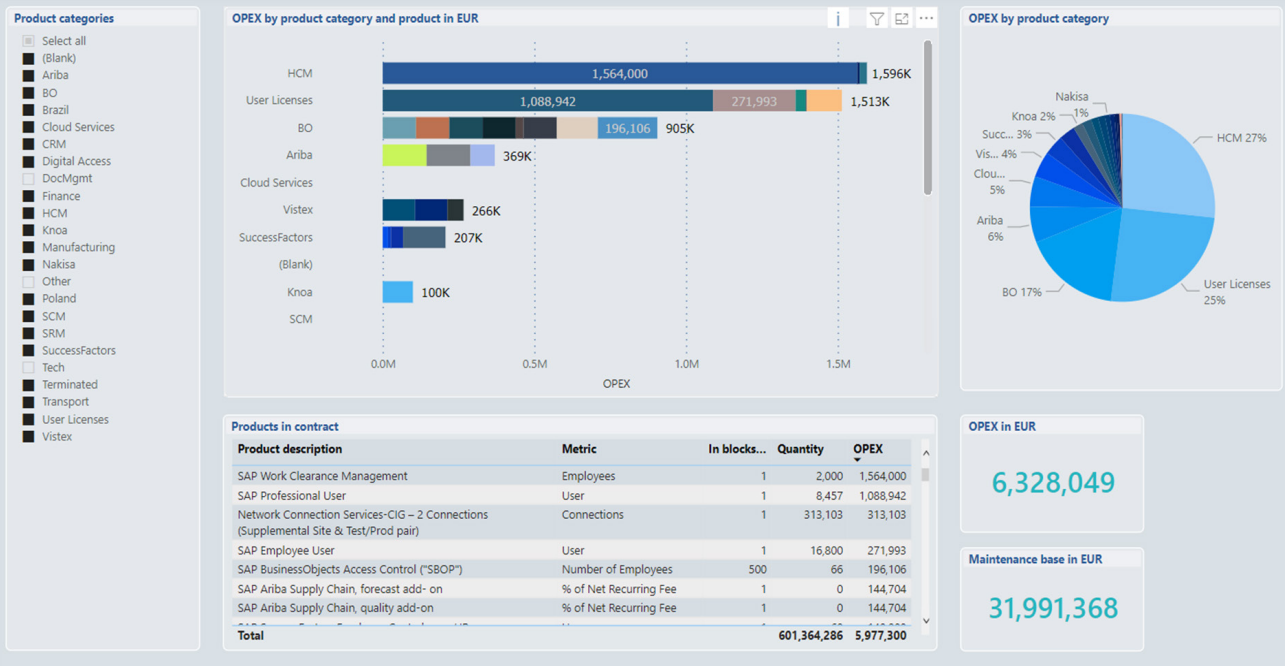 Product categories
Select all
(Blank)
Ariba
BO
Brazil
Cloud Services
CRM
Digital Access
DocMgmt
Finance
HCM
Knoa
Manufacturing
Nakisa
Other
Poland
SCM
SRM
SuccessFactors
Tech
Terminated
Transport
User Licenses
Vistex
OPEX by product category and product in EUR
HCM 1,564,000 1,596K
User Licenses 1,088,942 271,993 1,513K
BO 196,106 905K
Ariba 369K
Cloud Services
Vistex 266K
SuccessFactors 207K
(Blank)
Knoa 100K
SCM
0.0M 0.5M 1.0M 1.5M
OPEX
OPEX by product category
Nakisa
1%
Knoa 2%
Succ... 3%
Vis... 4%
Clou...
5%
Ariba
6%
BO 17%
HCM 27%
User Licenses
25%
Products in contract
Product description Metric In blocks... Quantity OPEX
SAP Work Clearance Management Employees 1 2,000 1,564,000
SAP Professional User User 1 8,457 1,088,942
Network Connection Services-CIG – 2 Connections Connections 1 313,103 313,103
(Supplemental Site & Test/Prod pair)
SAP Employee User User 1 16,800 271,993
SAP BusinessObjects Access Control ("SBOP") Number of Employees 500 66 196,106
SAP Ariba Supply Chain, forecast add- on % of Net Recurring Fee 1 0 144,704
SAP Ariba Supply Chain, quality add-on % of Net Recurring Fee 1 0 144,704
Total 601,364,286 5,977,300
OPEX in EUR
6,328,049
Maintenance base in EUR
31,991,368